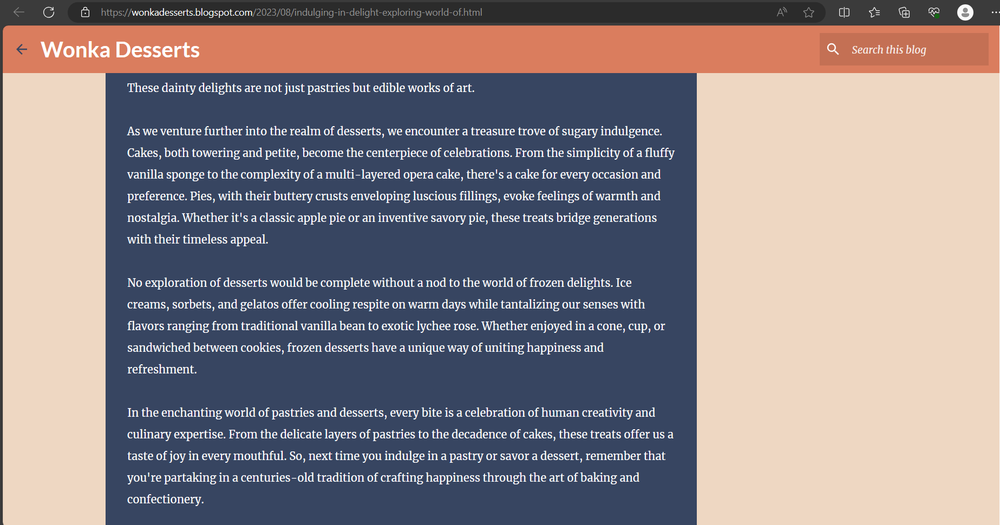 https://wonkadesserts.blogspot.com/2023/08/indulging-in-delight-exploring-world-of.html
Wonka Desserts
Search this blog
These dainty delights are not just pastries but edible works of art.
As we venture further into the realm of desserts, we encounter a treasure trove of sugary indulgence.
Cakes, both towering and petite, become the centerpiece of celebrations. From the simplicity of a fluffy
vanilla sponge to the complexity of a multi-layered opera cake, there's a cake for every occasion and
preference. Pies, with their buttery crusts enveloping luscious fillings, evoke feelings of warmth and
nostalgia. Whether it's a classic apple pie or an inventive savory pie, these treats bridge generations
with their timeless appeal.
No exploration of desserts would be complete without a nod to the world of frozen delights. Ice
creams, sorbets, and gelatos offer cooling respite on warm days while tantalizing our senses with
flavors ranging from traditional vanilla bean to exotic lychee rose. Whether enjoyed in a cone, cup, or
sandwiched between cookies, frozen desserts have a unique way of uniting happiness and
refreshment.
In the enchanting world of pastries and desserts, every bite is a celebration of human creativity and
culinary expertise. From the delicate layers of pastries to the decadence of cakes, these treats offer us a
taste of joy in every mouthful. So, next time you indulge in a pastry or savor a dessert, remember that
you're partaking in a centuries-old tradition of crafting happiness through the art of baking and
confectionery.